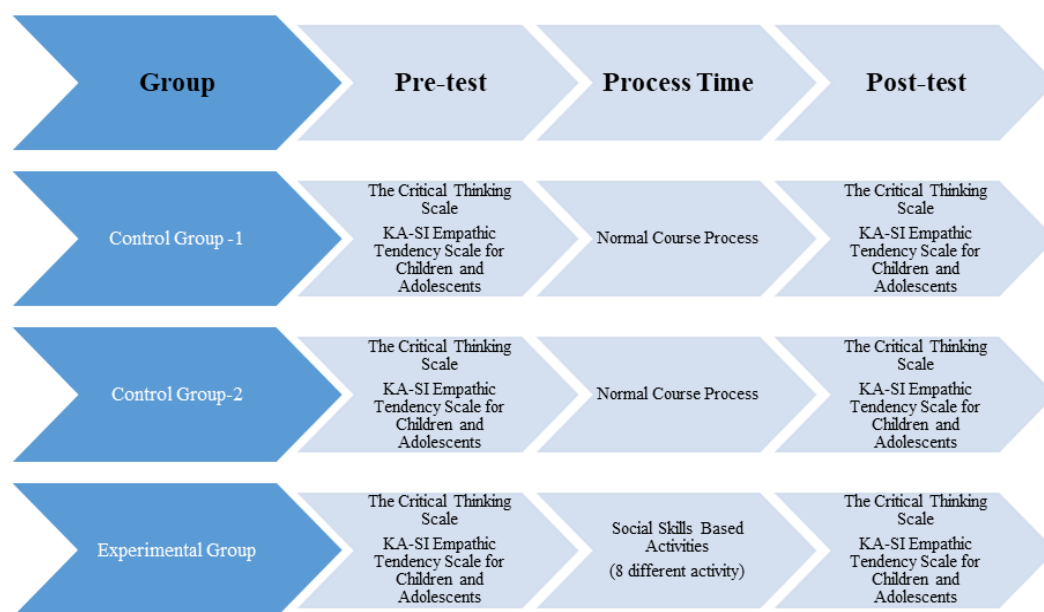 Group
Pre-test
Process Time
Post-test
Control Group -1
The Critical Thinking
Scale
KA-SI Empathic
Tendency Scale for
Children and
Adolescents
Normal Course Process
The Critical Thinking
Scale
KA-SI Empathic
Tendency Scale for
Children and
Adolescents
Control Group-2
The Critical Thinking
Scale
KA-SI Empathic
Tendency Scale for
Children and
Adolescents
Normal Course Process
The Critical Thinking
Scale
KA-SI Empathic
Tendency Scale for
Children and
Adolescents
Experimental Group
The Critical Thinking
Scale
KA-SI Empathic
Tendency Scale for
Children and
Adolescents
Social Skills Based
Activities
(8 different activity)
The Critical Thinking
Scale
KA-SI Empathic
Tendency Scale for
Children and
Adolescents